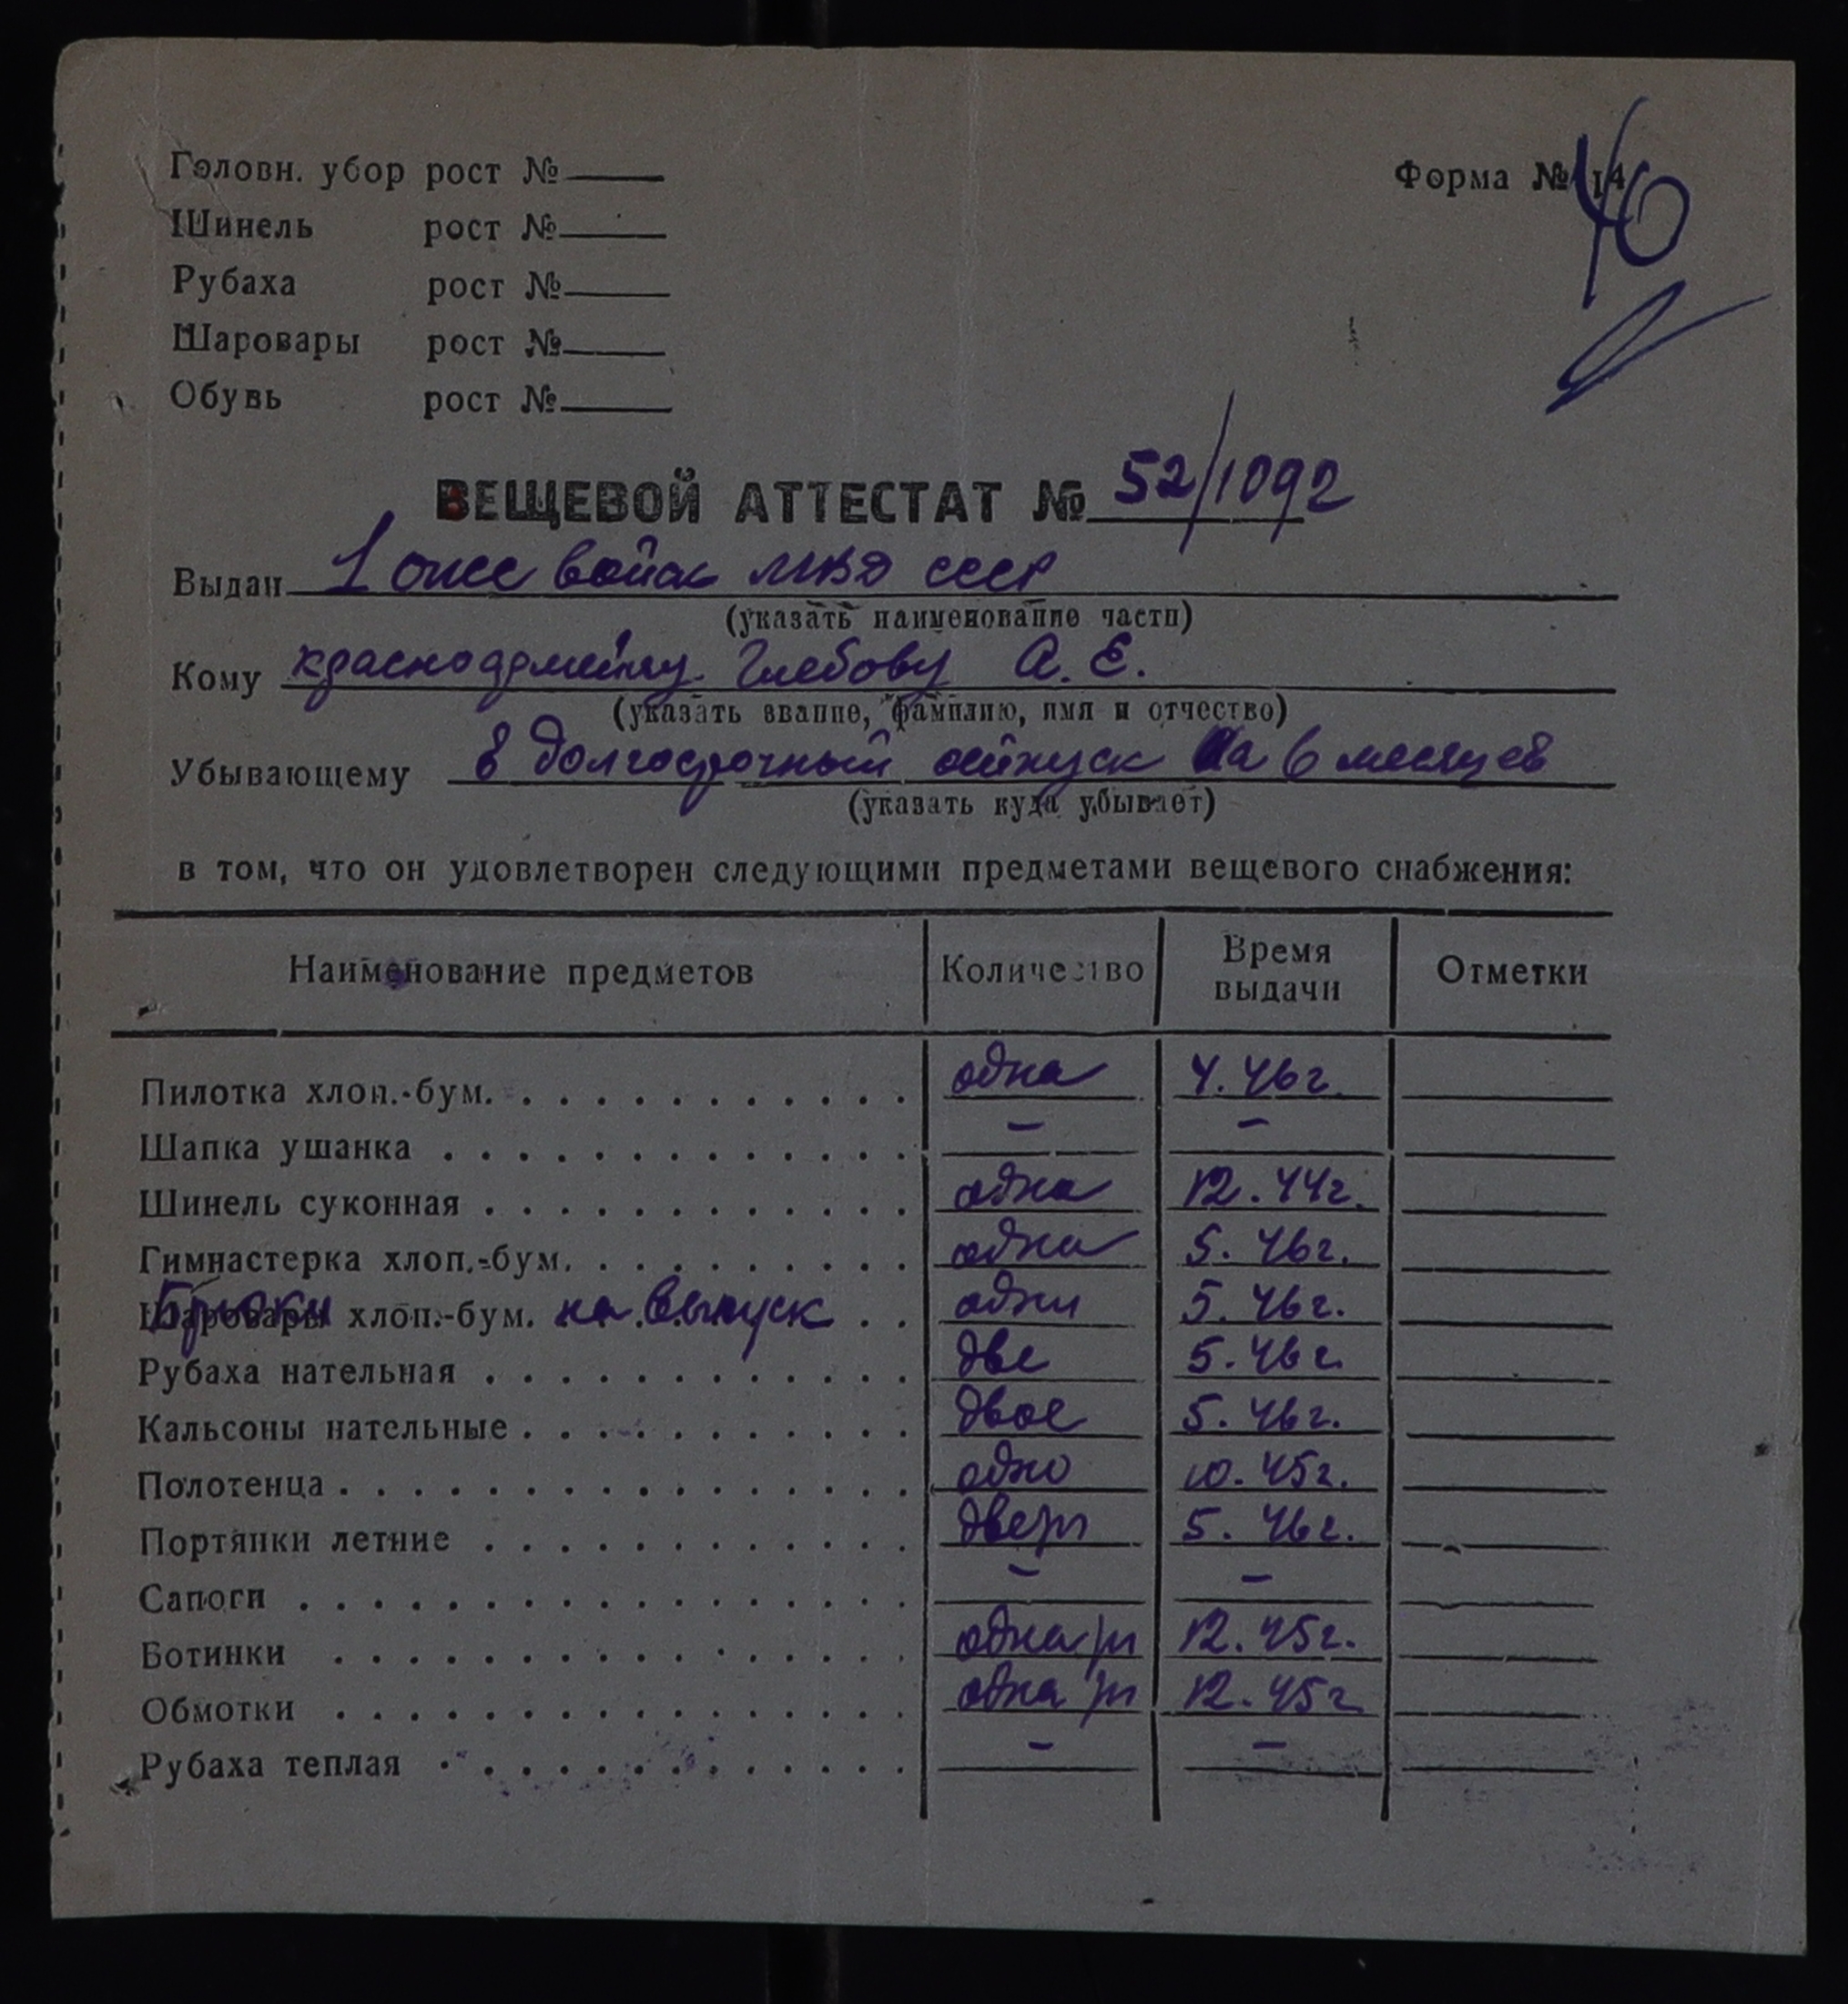 Головн. убор рост №
Форма № 14
46
Шинель рост №
Рубаха рост №
Шаровары рост №
Обувь рост №
ВЕЩЕВОЙ АТТЕСТАТ № 52/1092
Выдан 1 войск МВД СССР
(указать наименование части)
Кому красноармейцу Глебову А. Е.
(указать звание, фамилию, имя и отчество)
Убывающему в долгосрочный отпуск на 6 месяцев
(указать куда убывает)
в том, что он удовлетворен следующими предметами вещевого снабжения:
Наименование предметов Количество Время выдачи Отметки
Пилотка хлоп.-бум. одна 4.46г.
Шапка ушанка – –
Шинель суконная одна 12.44г.
Гимнастерка хлоп.-бум. одна 5.46г.
Шаровары Брюки хлоп.-бум. на выпуск одни 5.46г.
Рубаха нательная две 5.46г.
Кальсоны нательные двое 5.46г.
Полотенца одно 10.45г.
Портянки летние 5.46г.
Сапоги – –
Ботинки одна 12.45г.
Обмотки одна 12.45г
Рубаха теплая – –